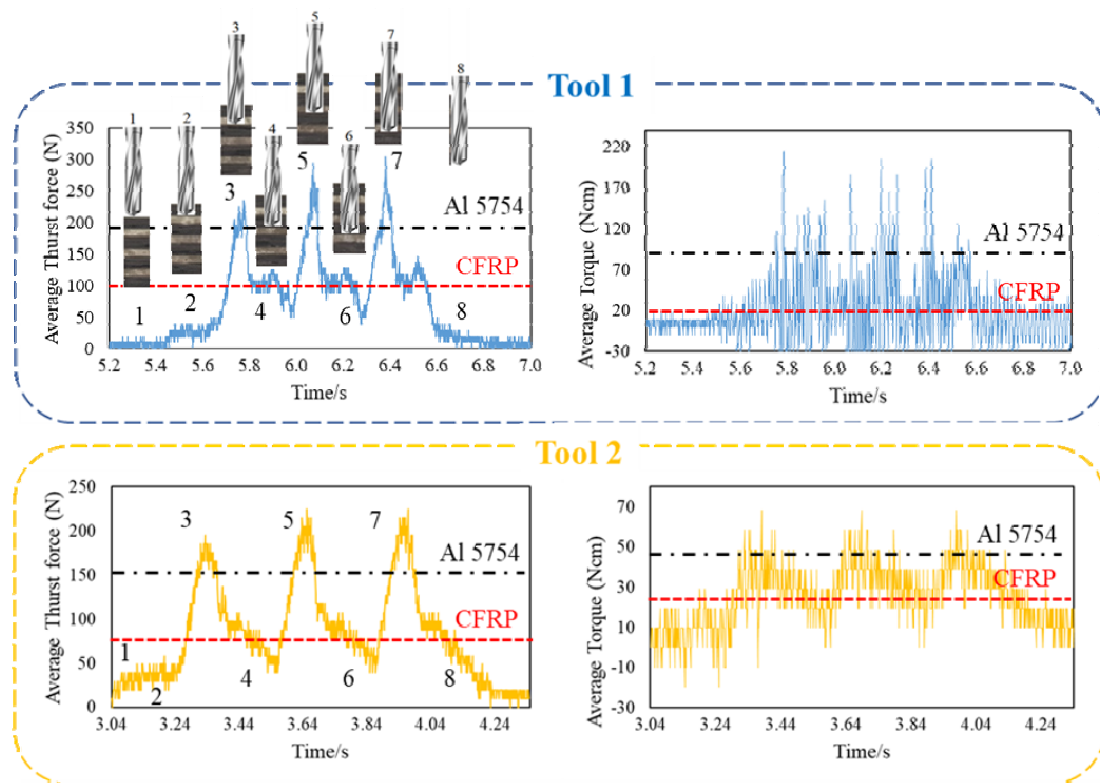 Tool 1
1
2
3
4
5
6
7
8
Average Thurst force (N)
350
300
250
200
150
100
50
0
1
2
3
4
5
6
7
8
Al 5754
CFRP
5.2 5.4 5.6 5.8 6.0 6.2 6.4 6.6 6.8 7.0
Time/s
Average Torque (Ncm)
220
170
120
70
20
-30
Al 5754
CFRP
5.2 5.4 5.6 5.8 6.0 6.2 6.4 6.6 6.8 7.0
Time/s
Tool 2
Average Thurst force (N)
250
200
150
100
50
0
1
2
3
4
5
6
7
8
Al 5754
CFRP
3.04 3.24 3.44 3.64 3.84 4.04 4.24
Time/s
Average Torque (Ncm)
70
50
30
10
-10
-30
Al 5754
CFRP
3.04 3.24 3.44 3.64 3.84 4.04 4.24
Time/s